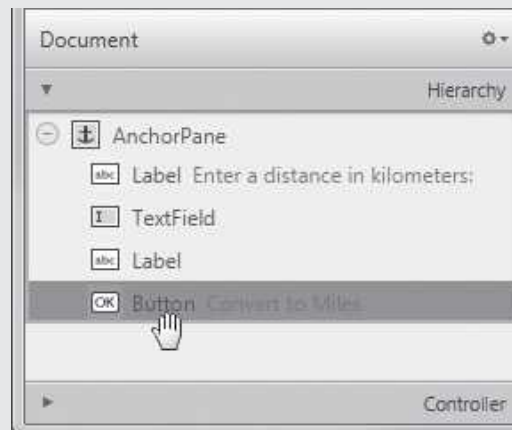 Document
Hierarchy
AnchorPane
abc Label Enter a distance in kilometers:
I TextField
abc Label
OK Button Convert to Miles
Controller